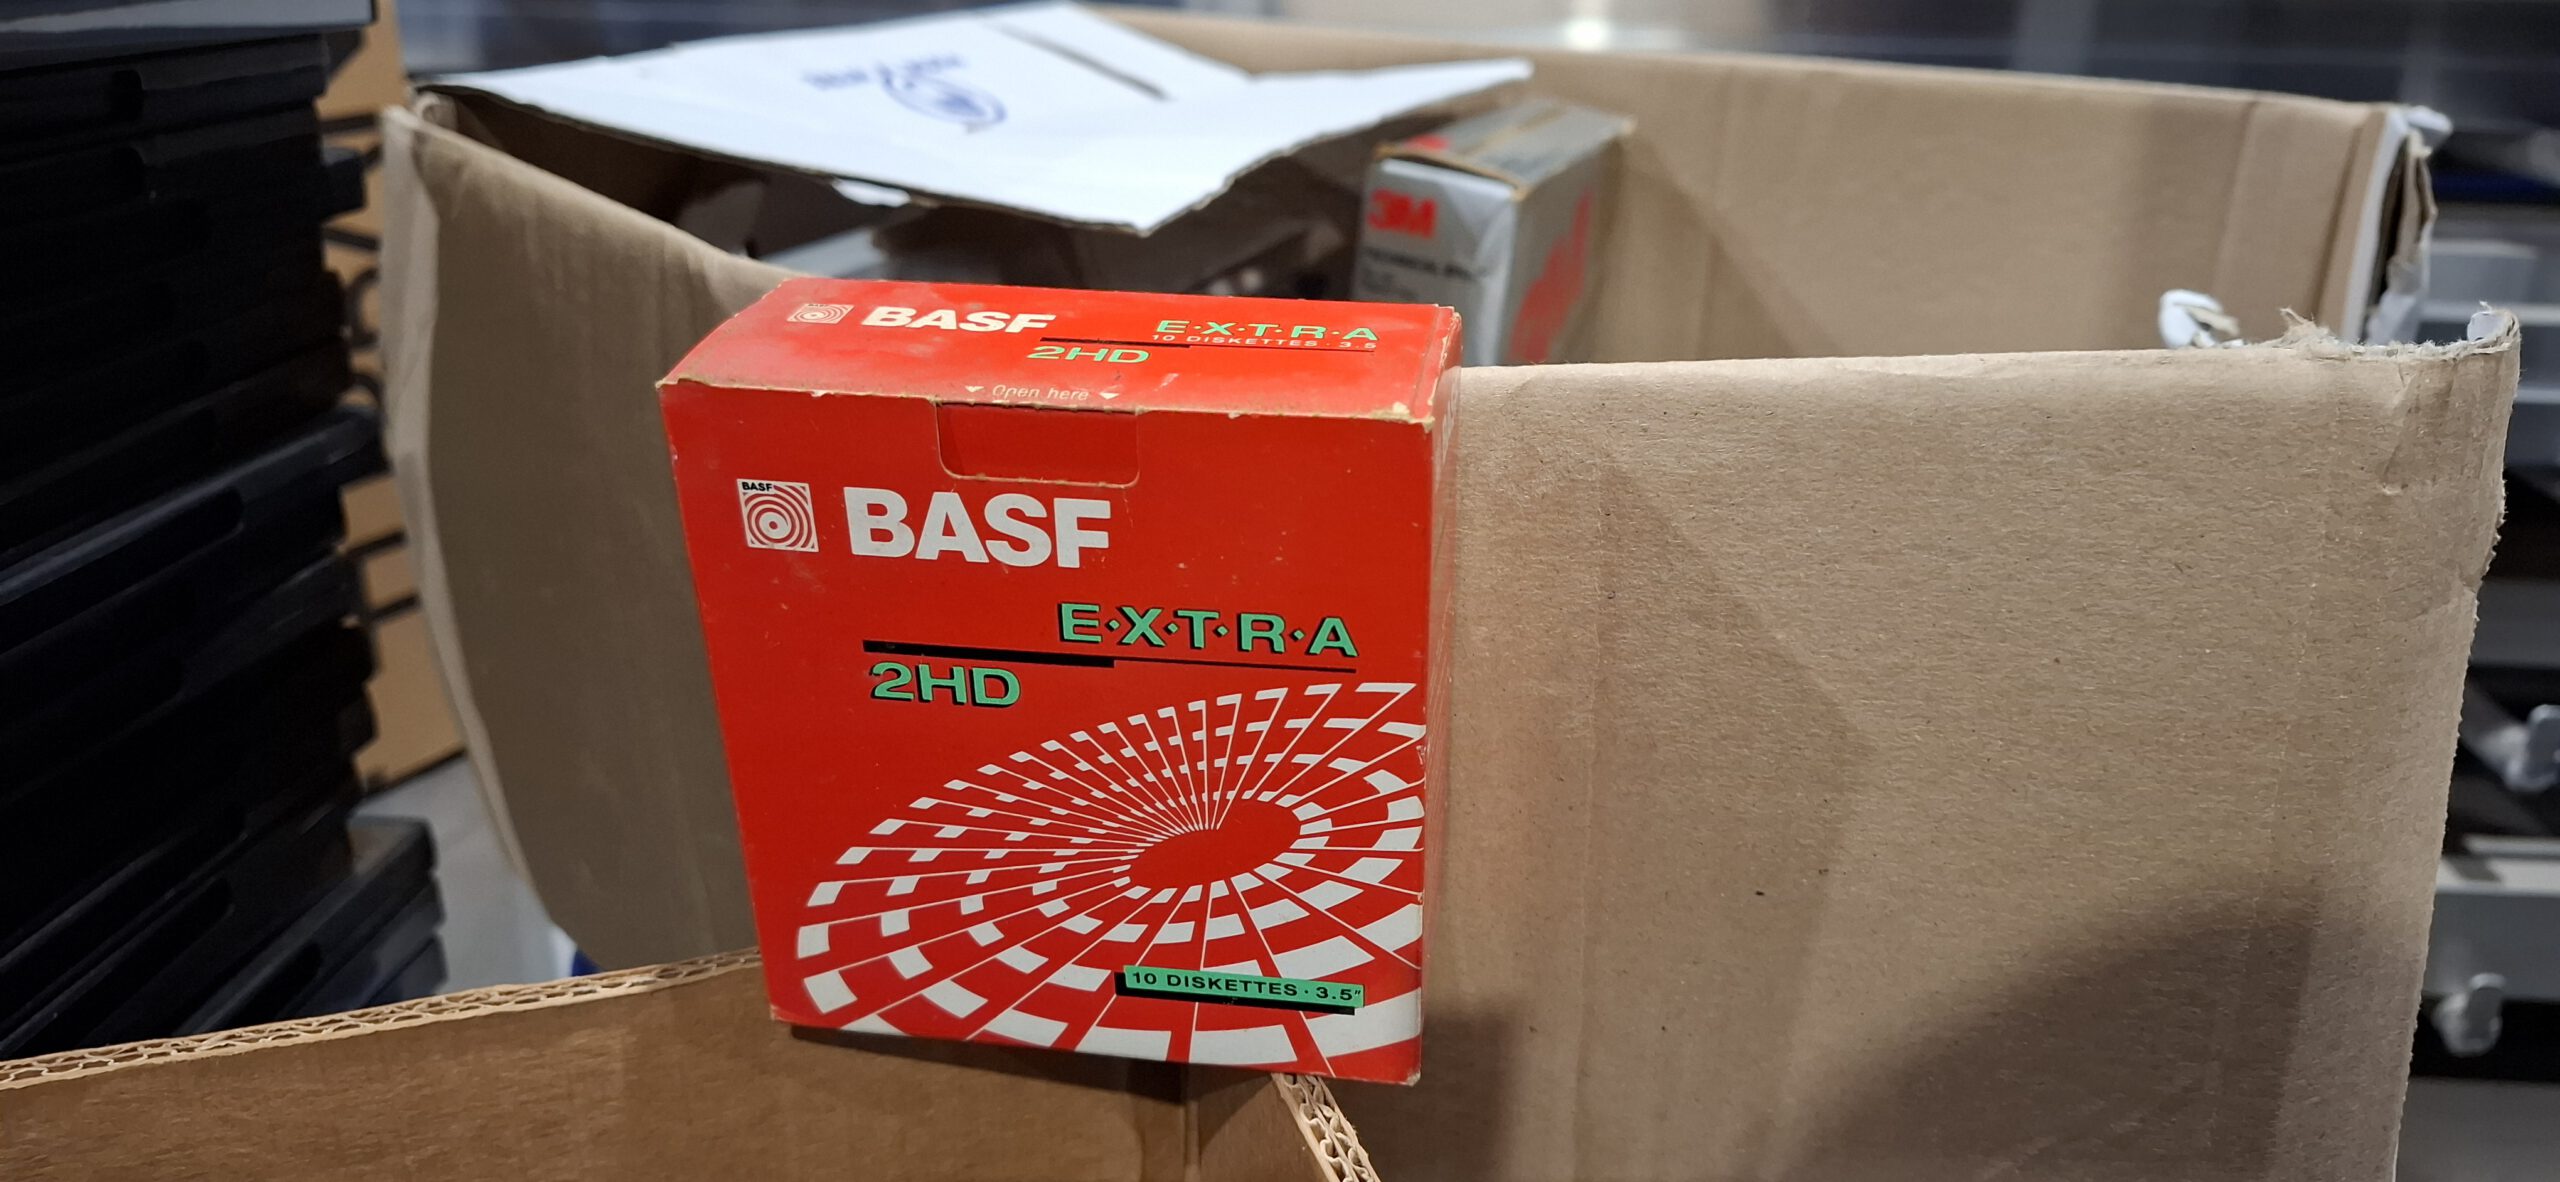 BASF
E·X·T·R·A
10 DISKETTES · 3.5
2HD
Open here
BASF
BASF
E·X·T·R·A
2HD
10 DISKETTES · 3.5"
3M